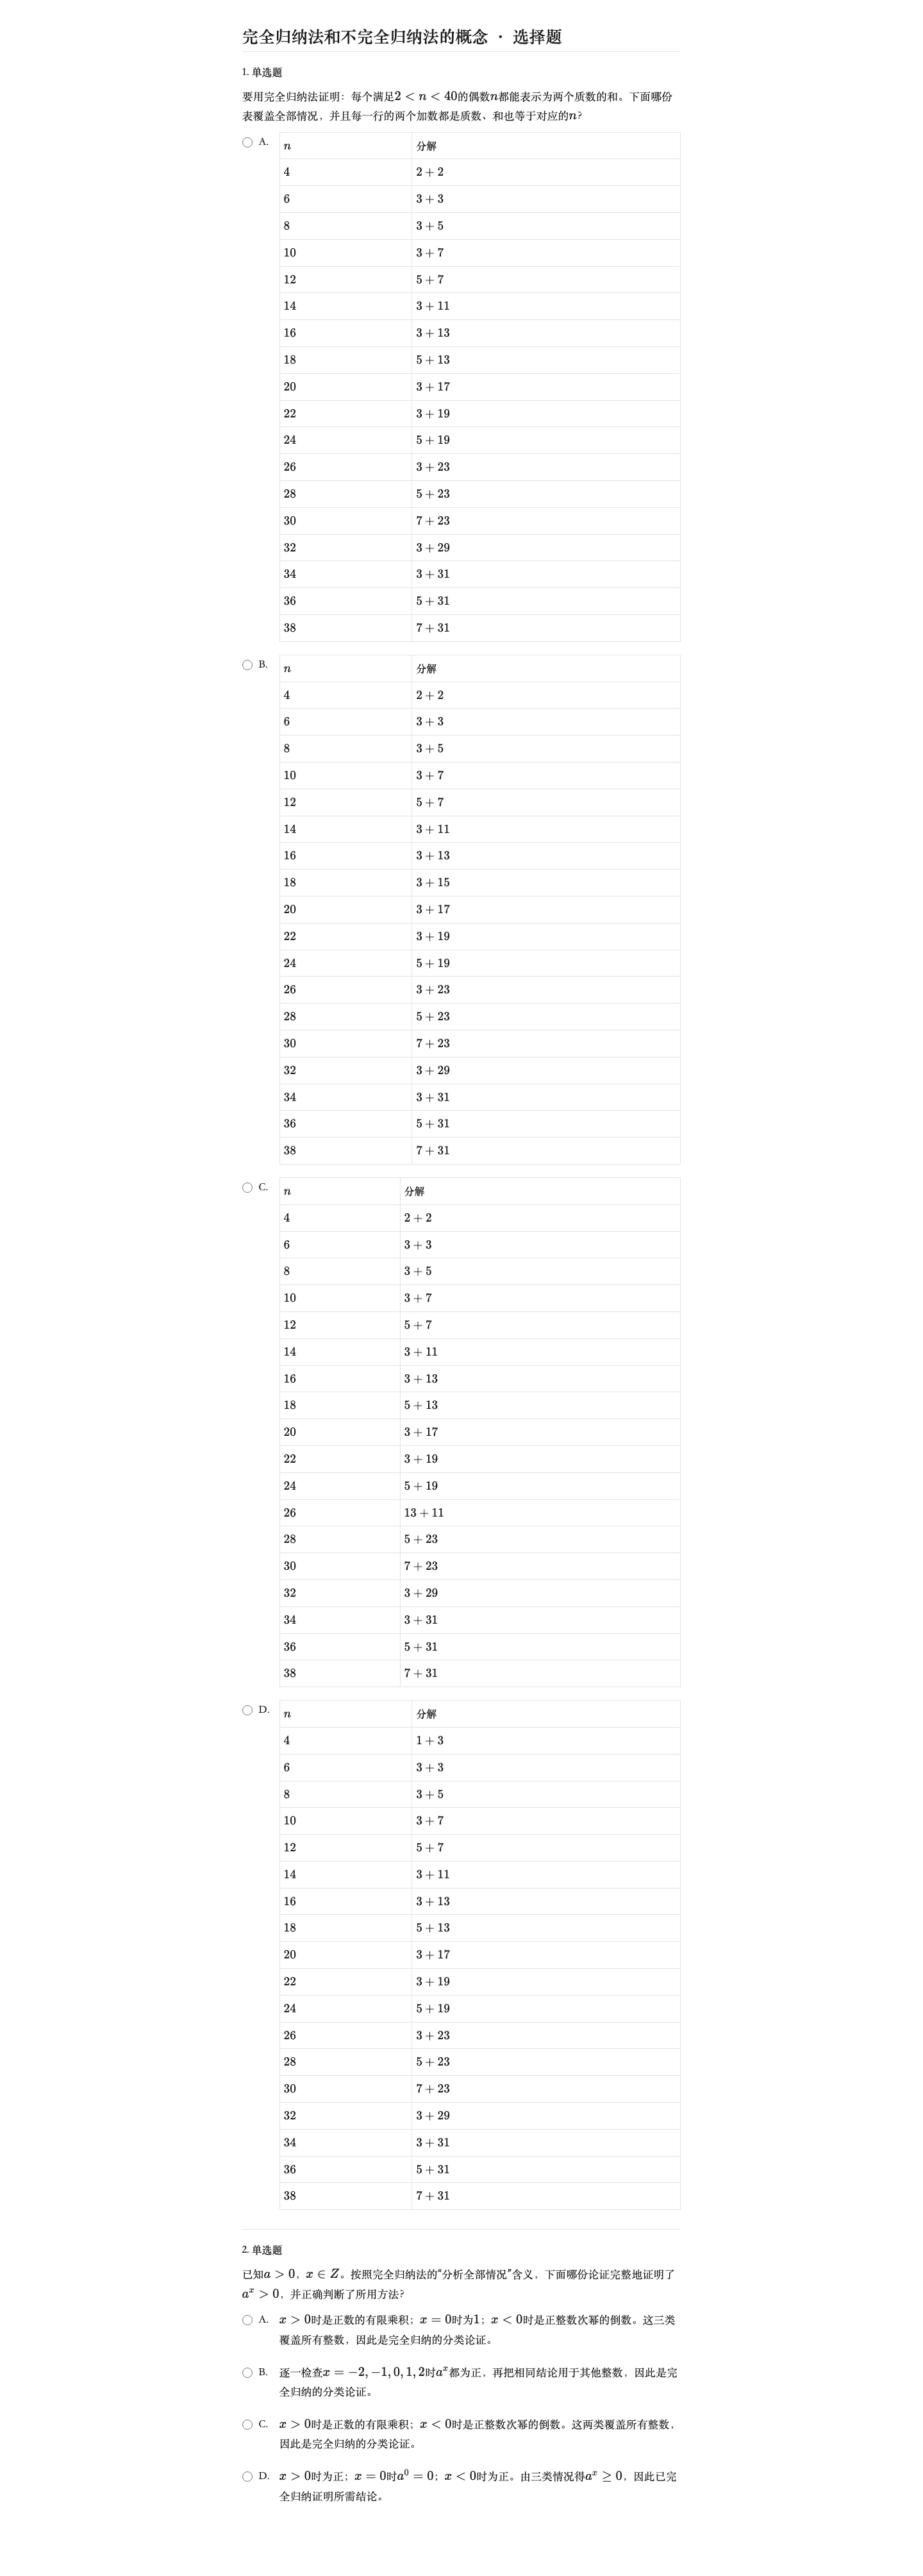 完全归纳法和不完全归纳法的概念 · 选择题
1. 单选题
要用完全归纳法证明：每个满足2 < n < 40的偶数n都能表示为两个质数的和。下面哪份
表覆盖全部情况，并且每一行的两个加数都是质数、和也等于对应的n?
A.
n 分解
4 2 + 2
6 3 + 3
8 3 + 5
10 3 + 7
12 5 + 7
14 3 + 11
16 3 + 13
18 5 + 13
20 3 + 17
22 3 + 19
24 5 + 19
26 3 + 23
28 5 + 23
30 7 + 23
32 3 + 29
34 3 + 31
36 5 + 31
38 7 + 31
B.
n 分解
4 2 + 2
6 3 + 3
8 3 + 5
10 3 + 7
12 5 + 7
14 3 + 11
16 3 + 13
18 3 + 15
20 3 + 17
22 3 + 19
24 5 + 19
26 3 + 23
28 5 + 23
30 7 + 23
32 3 + 29
34 3 + 31
36 5 + 31
38 7 + 31
C.
n 分解
4 2 + 2
6 3 + 3
8 3 + 5
10 3 + 7
12 5 + 7
14 3 + 11
16 3 + 13
18 5 + 13
20 3 + 17
22 3 + 19
24 5 + 19
26 13 + 11
28 5 + 23
30 7 + 23
32 3 + 29
34 3 + 31
36 5 + 31
38 7 + 31
D.
n 分解
4 1 + 3
6 3 + 3
8 3 + 5
10 3 + 7
12 5 + 7
14 3 + 11
16 3 + 13
18 5 + 13
20 3 + 17
22 3 + 19
24 5 + 19
26 3 + 23
28 5 + 23
30 7 + 23
32 3 + 29
34 3 + 31
36 5 + 31
38 7 + 31
2. 单选题
已知a > 0，x ∈ Z。按照完全归纳法的“分析全部情况”含义，下面哪份论证完整地证明了
a^x > 0，并正确判断了所用方法?
A. x > 0时是正数的有限乘积；x = 0时为1；x < 0时是正整数次幂的倒数。这三类
覆盖所有整数，因此是完全归纳的分类论证。
B. 逐一检查x = −2, −1, 0, 1, 2时a^x都为正，再把相同结论用于其他整数，因此是完
全归纳的分类论证。
C. x > 0时是正数的有限乘积；x < 0时是正整数次幂的倒数。这两类覆盖所有整数，
因此是完全归纳的分类论证。
D. x > 0时为正；x = 0时a^0 = 0；x < 0时为正。由三类情况得a^x ≥ 0，因此已完
全归纳证明所需结论。